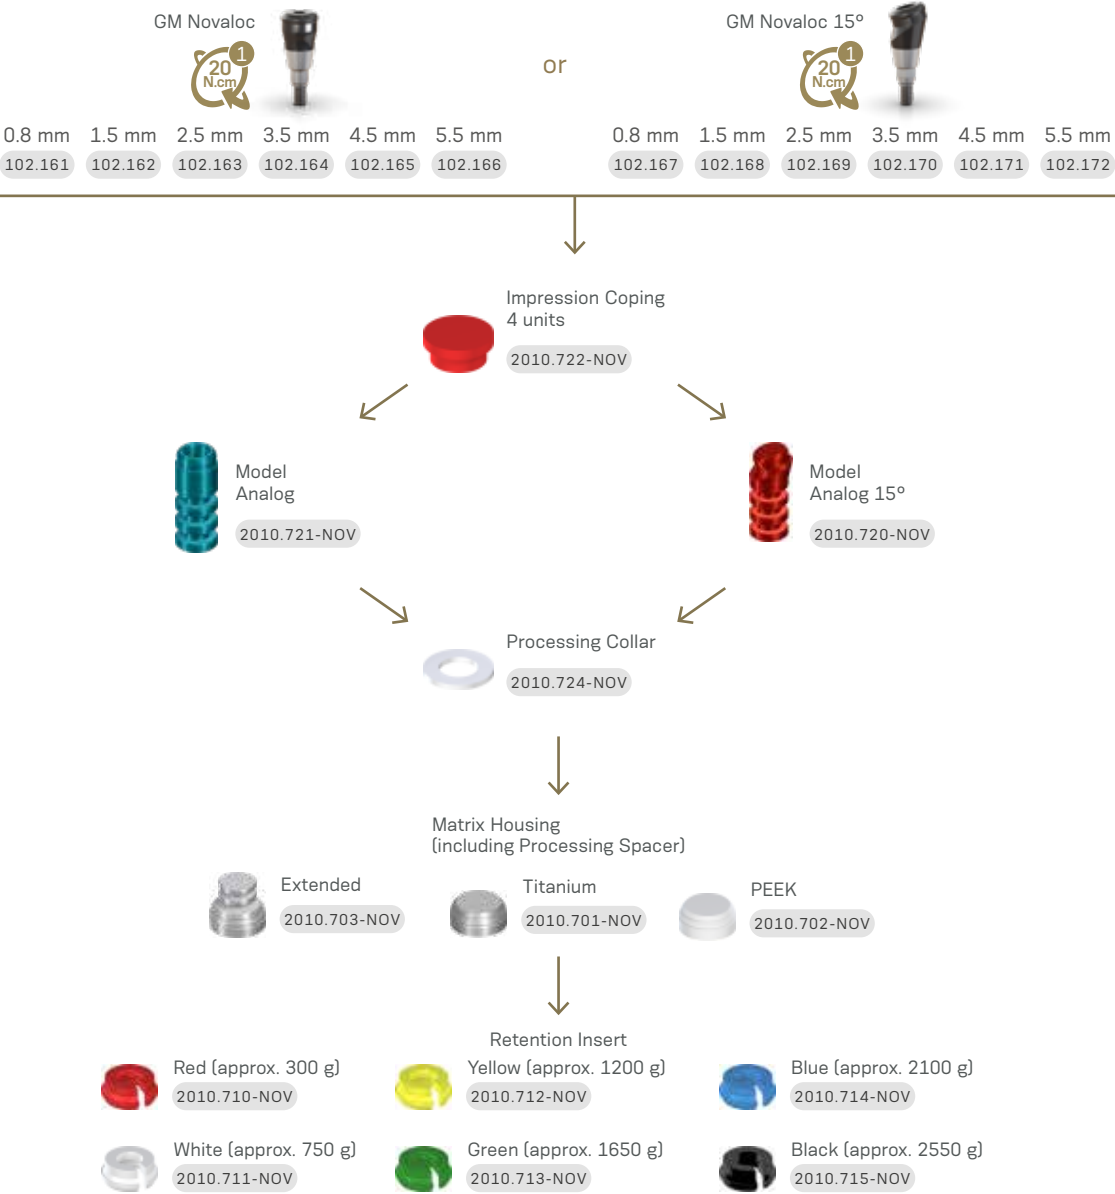 GM Novaloc
1
20
N.cm
or
GM Novaloc 15°
1
20
N.cm
0.8 mm 1.5 mm 2.5 mm 3.5 mm 4.5 mm 5.5 mm
102.161 102.162 102.163 102.164 102.165 102.166
0.8 mm 1.5 mm 2.5 mm 3.5 mm 4.5 mm 5.5 mm
102.167 102.168 102.169 102.170 102.171 102.172
Impression Coping
4 units
2010.722-NOV
Model
Analog
2010.721-NOV
Model
Analog 15°
2010.720-NOV
Processing Collar
2010.724-NOV
Matrix Housing
(including Processing Spacer)
Extended
2010.703-NOV
Titanium
2010.701-NOV
PEEK
2010.702-NOV
Retention Insert
Red (approx. 300 g)
2010.710-NOV
Yellow (approx. 1200 g)
2010.712-NOV
Blue (approx. 2100 g)
2010.714-NOV
White (approx. 750 g)
2010.711-NOV
Green (approx. 1650 g)
2010.713-NOV
Black (approx. 2550 g)
2010.715-NOV